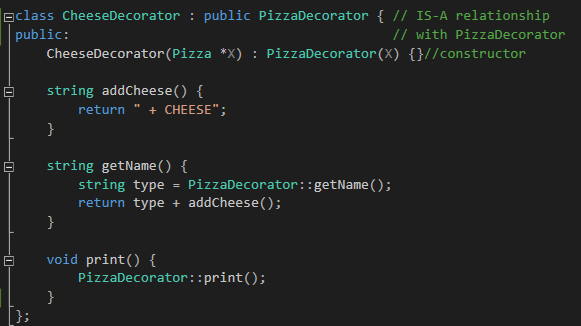 class CheeseDecorator : public PizzaDecorator { // IS-A relationship
public: // with PizzaDecorator
    CheeseDecorator(Pizza *X) : PizzaDecorator(X) {}//constructor

    string addCheese() {
        return " + CHEESE";
    }

    string getName() {
        string type = PizzaDecorator::getName();
        return type + addCheese();
    }

    void print() {
        PizzaDecorator::print();
    }
};